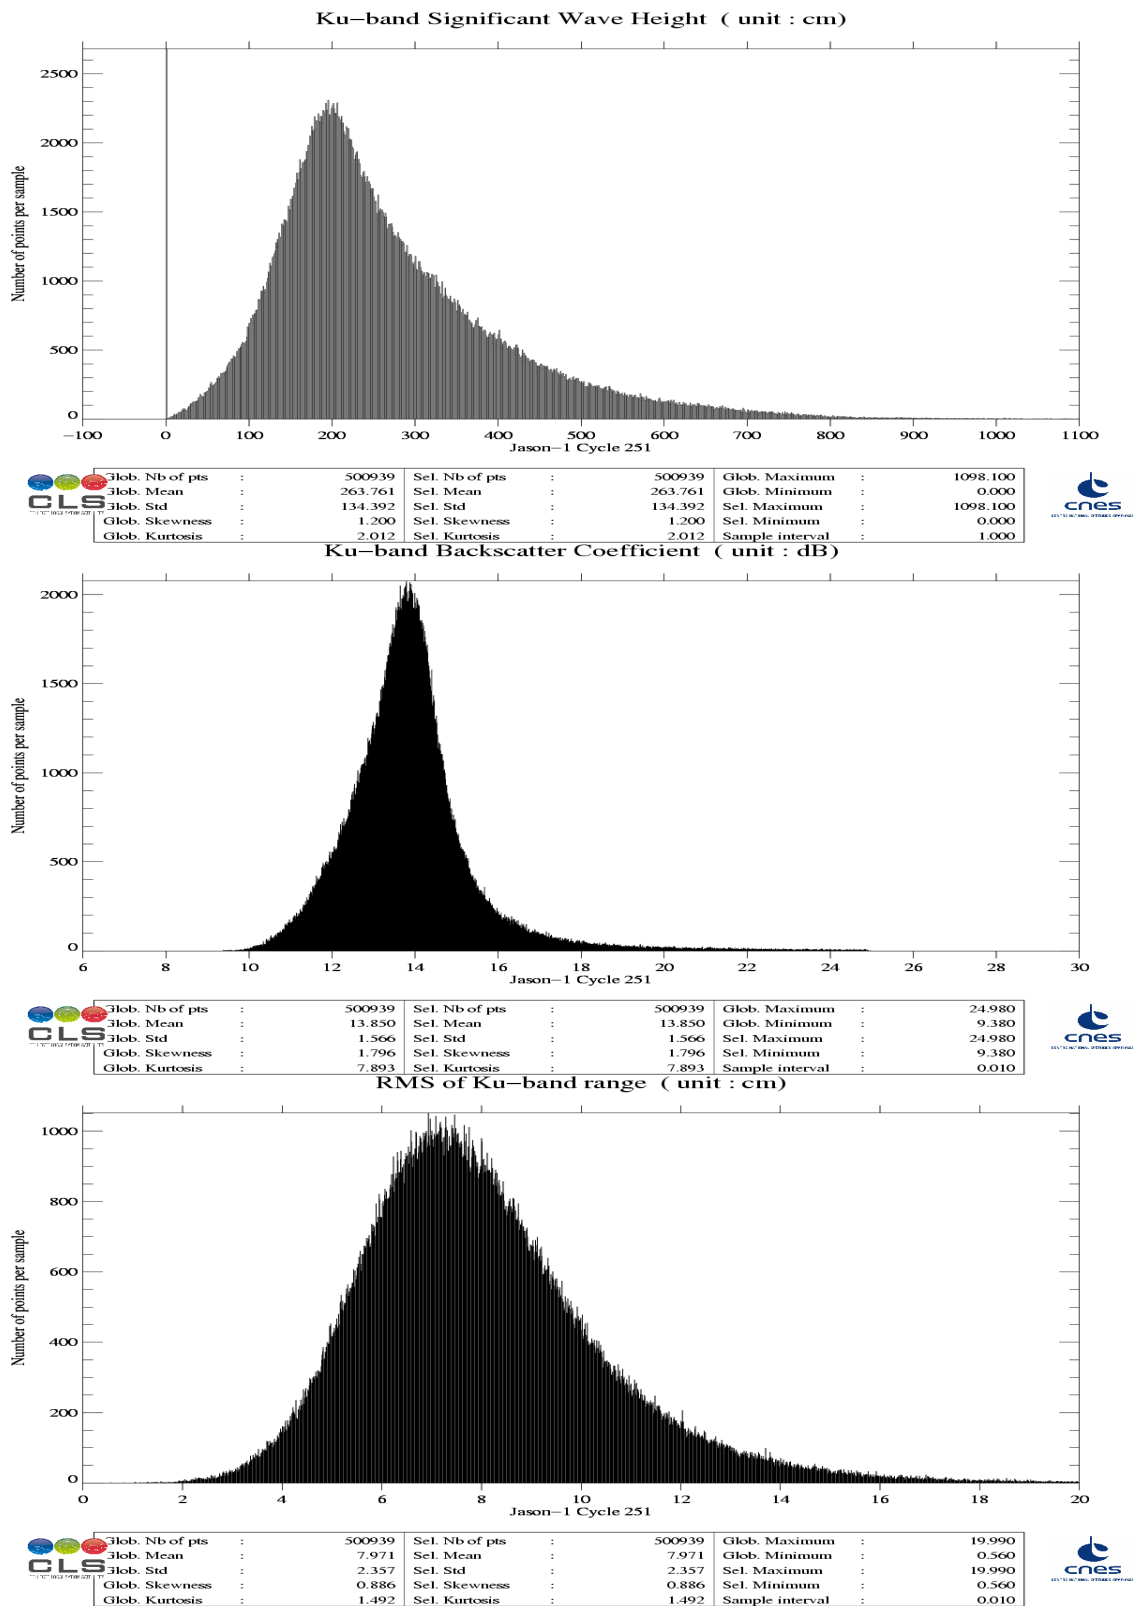 Ku-band Significant Wave Height ( unit : cm)
Number of points per sample
2500
2000
1500
1000
500
0
-100 0 100 200 300 400 500 600 700 800 900 1000 1100
Jason-1 Cycle 251
CLS
cnes
Glob. Nb of pts : 500939 Sel. Nb of pts : 500939 Glob. Maximum : 1098.100
Glob. Mean : 263.761 Sel. Mean : 263.761 Glob. Minimum : 0.000
Glob. Std : 134.392 Sel. Std : 134.392 Sel. Maximum : 1098.100
Glob. Skewness : 1.200 Sel. Skewness : 1.200 Sel. Minimum : 0.000
Glob. Kurtosis : 2.012 Sel. Kurtosis : 2.012 Sample interval : 1.000
Ku-band Backscatter Coefficient ( unit : dB)
Number of points per sample
2000
1500
1000
500
0
6 8 10 12 14 16 18 20 22 24 26 28 30
Jason-1 Cycle 251
CLS
cnes
Glob. Nb of pts : 500939 Sel. Nb of pts : 500939 Glob. Maximum : 24.980
Glob. Mean : 13.850 Sel. Mean : 13.850 Glob. Minimum : 9.380
Glob. Std : 1.566 Sel. Std : 1.566 Sel. Maximum : 24.980
Glob. Skewness : 1.796 Sel. Skewness : 1.796 Sel. Minimum : 9.380
Glob. Kurtosis : 7.893 Sel. Kurtosis : 7.893 Sample interval : 0.010
RMS of Ku-band range ( unit : cm)
Number of points per sample
1000
800
600
400
200
0
0 2 4 6 8 10 12 14 16 18 20
Jason-1 Cycle 251
CLS
cnes
Glob. Nb of pts : 500939 Sel. Nb of pts : 500939 Glob. Maximum : 19.990
Glob. Mean : 7.971 Sel. Mean : 7.971 Glob. Minimum : 0.560
Glob. Std : 2.357 Sel. Std : 2.357 Sel. Maximum : 19.990
Glob. Skewness : 0.886 Sel. Skewness : 0.886 Sel. Minimum : 0.560
Glob. Kurtosis : 1.492 Sel. Kurtosis : 1.492 Sample interval : 0.010